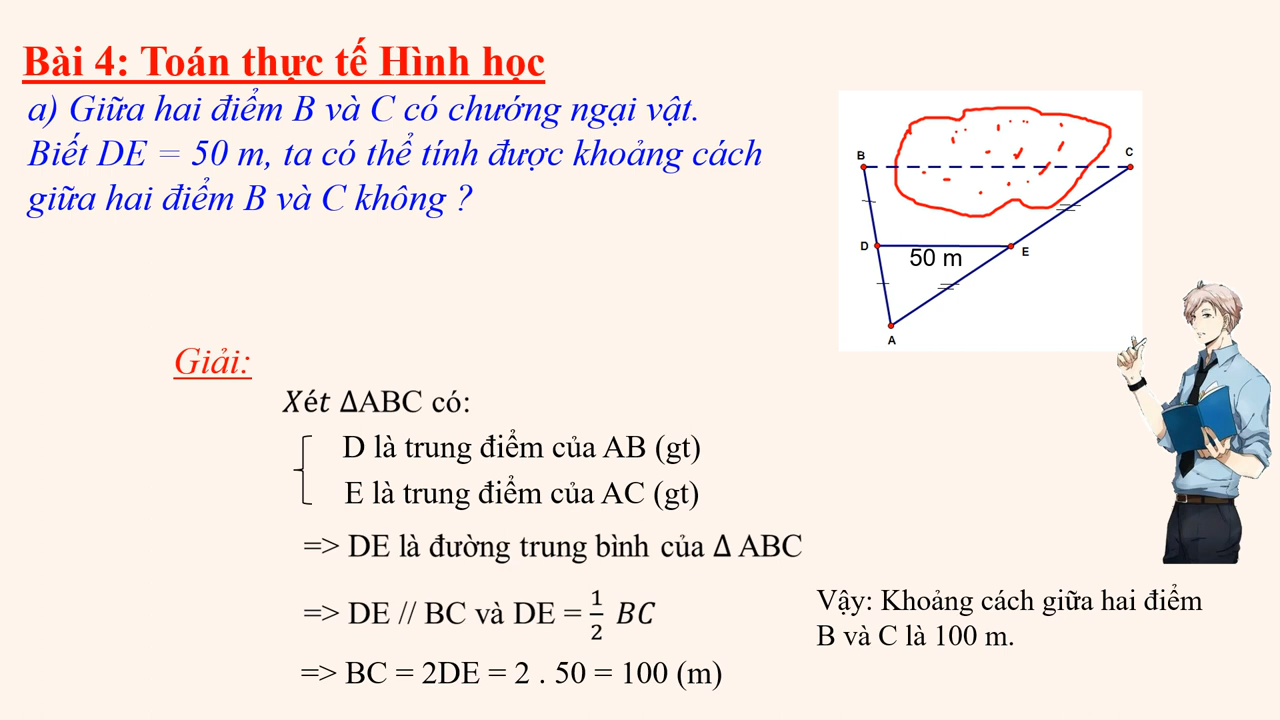 Bài 4: Toán thực tế Hình học
a) Giữa hai điểm B và C có chướng ngại vật.
Biết DE = 50 m, ta có thể tính được khoảng cách
giữa hai điểm B và C không ?
B
C
D
50 m
E
A
Giải:
Xét ΔABC có:
D là trung điểm của AB (gt)
E là trung điểm của AC (gt)
=> DE là đường trung bình của Δ ABC
=> DE // BC và DE = 1/2 BC
=> BC = 2DE = 2 . 50 = 100 (m)
Vậy: Khoảng cách giữa hai điểm
B và C là 100 m.